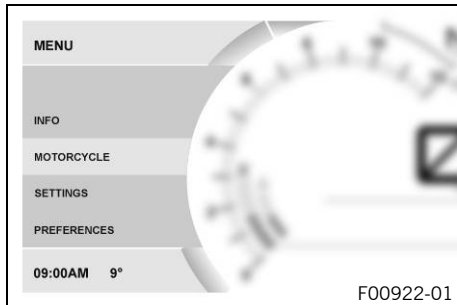 MENU
INFO
MOTORCYCLE
SETTINGS
PREFERENCES
09:00AM 9°
F00922-01